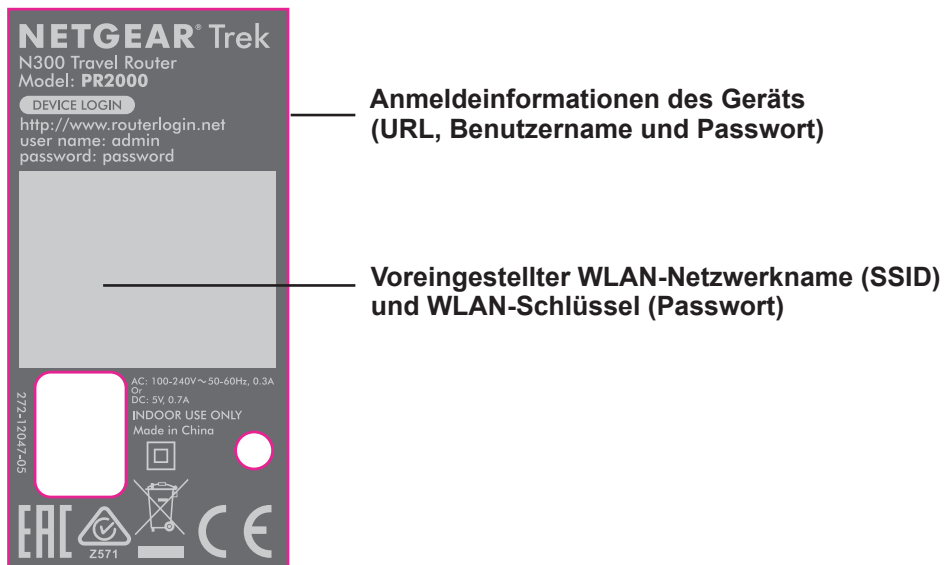 NETGEAR® Trek
N300 Travel Router
Model: PR2000
DEVICE LOGIN
http://www.routerlogin.net
user name: admin
password: password
Anmeldeinformationen des Geräts
(URL, Benutzername und Passwort)
Voreingestellter WLAN-Netzwerkname (SSID)
und WLAN-Schlüssel (Passwort)
AC: 100-240V~50-60Hz, 0.3A
Or
DC: 5V, 0.7A
INDOOR USE ONLY
Made in China
272-12047-05
EAC
Z571
CE